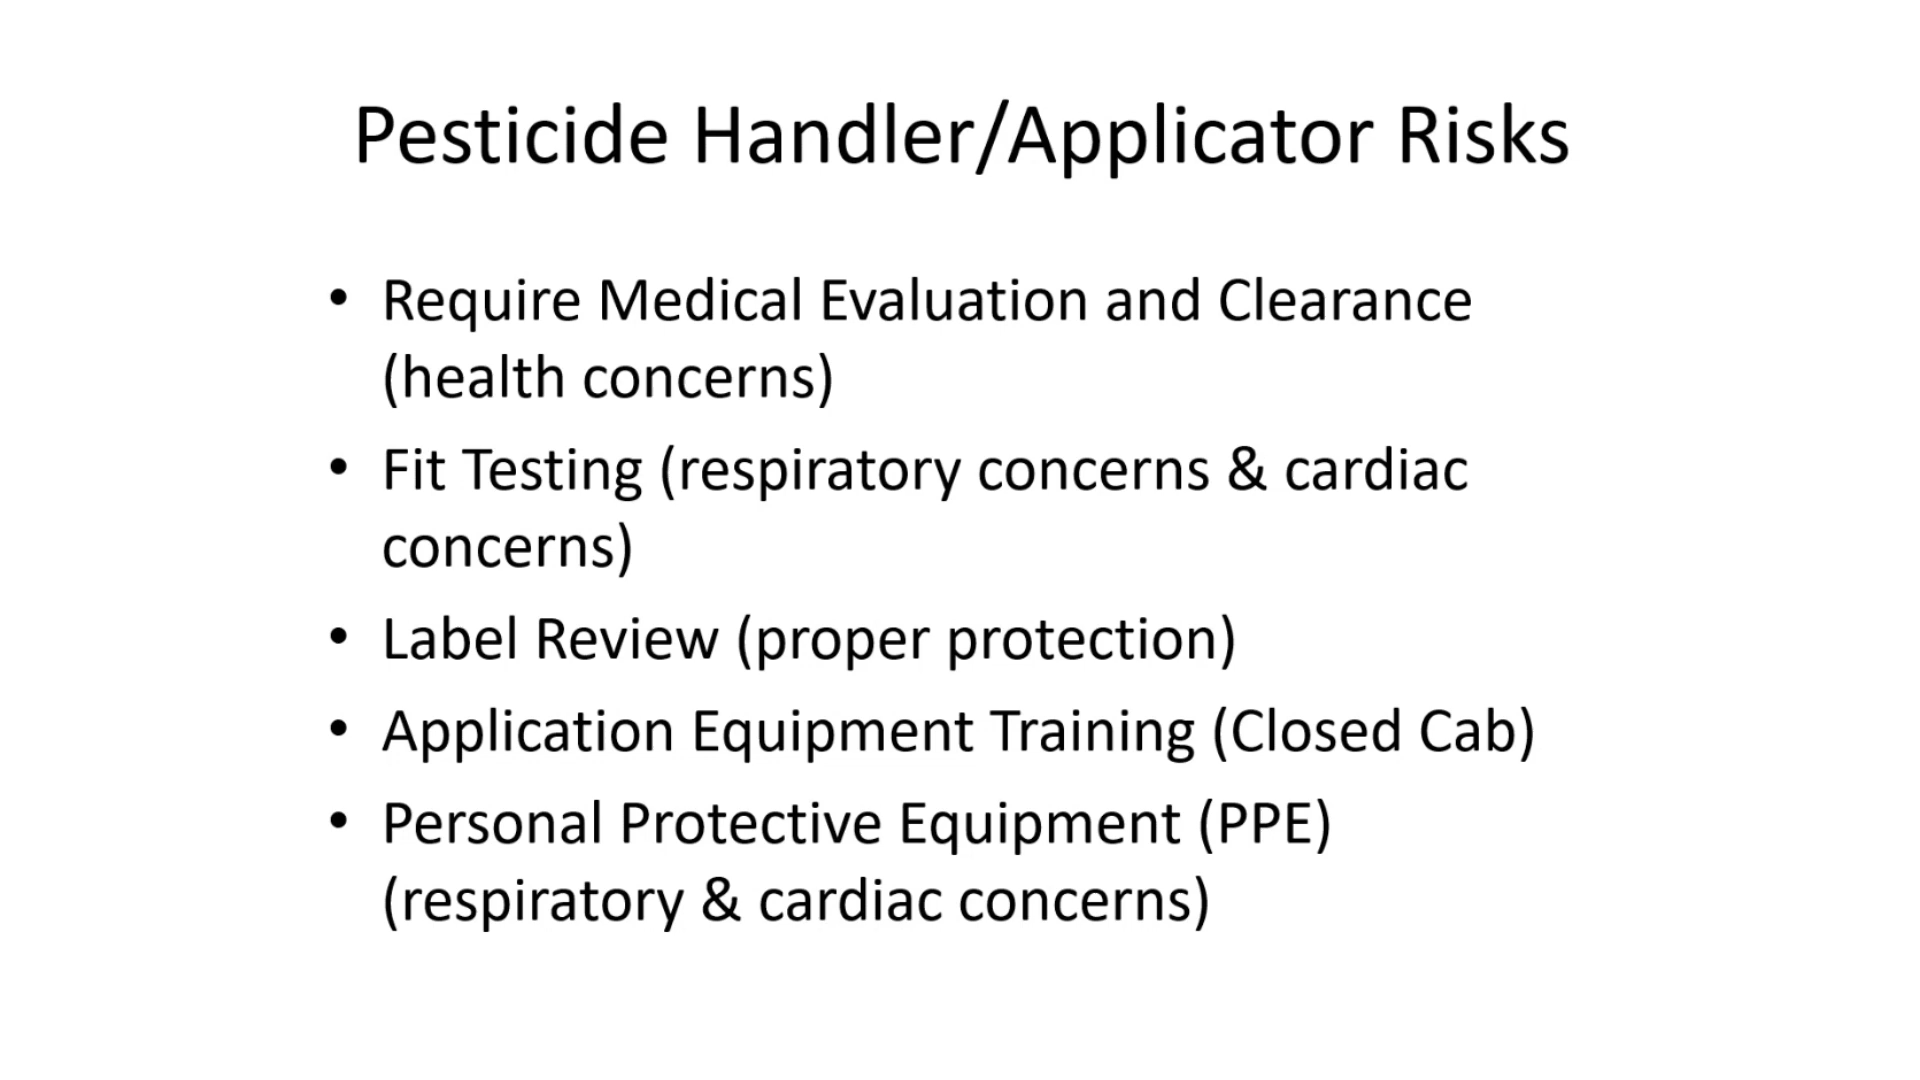 Pesticide Handler/Applicator Risks
• Require Medical Evaluation and Clearance
(health concerns)
• Fit Testing (respiratory concerns & cardiac
concerns)
• Label Review (proper protection)
• Application Equipment Training (Closed Cab)
• Personal Protective Equipment (PPE)
(respiratory & cardiac concerns)